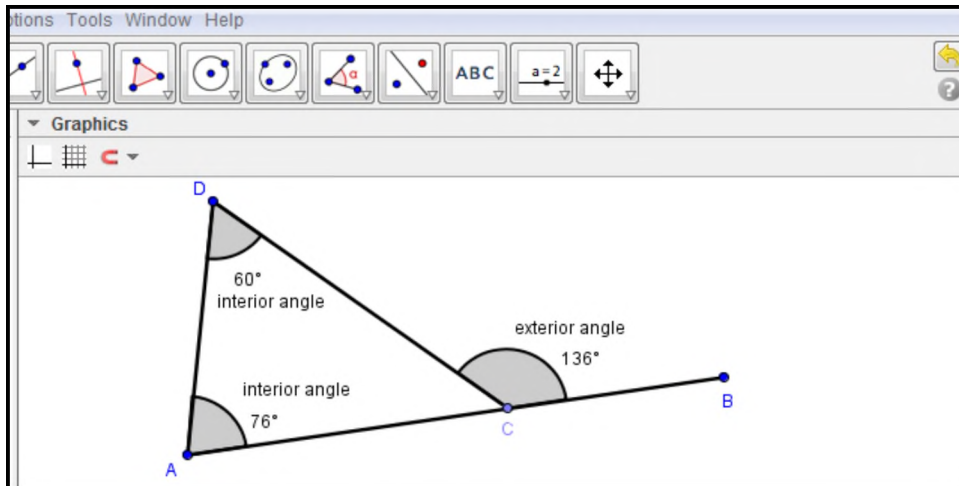 ptions Tools Window Help
ABC
a=2
α
Graphics
D
60°
interior angle
exterior angle
136°
interior angle
76°
B
C
A